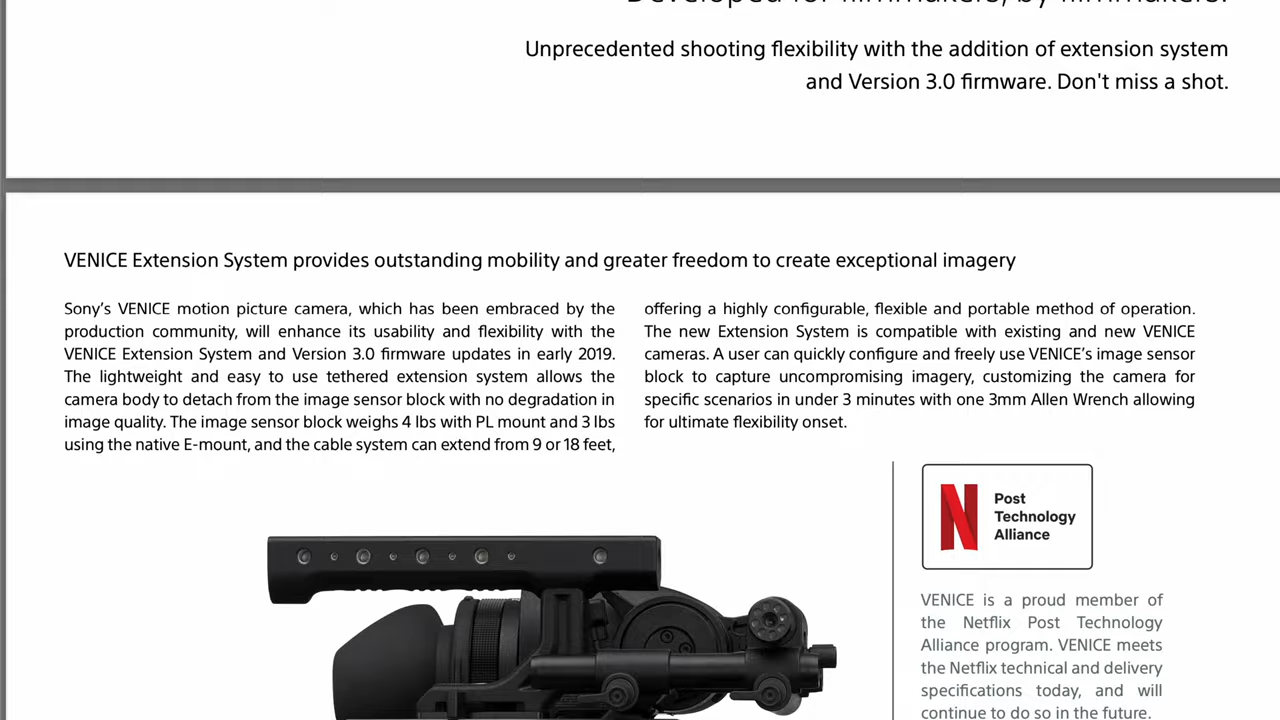 Developed for filmmakers, by filmmakers.
Unprecedented shooting flexibility with the addition of extension system
and Version 3.0 firmware. Don't miss a shot.
VENICE Extension System provides outstanding mobility and greater freedom to create exceptional imagery
Sony’s VENICE motion picture camera, which has been embraced by the
production community, will enhance its usability and flexibility with the
VENICE Extension System and Version 3.0 firmware updates in early 2019.
The lightweight and easy to use tethered extension system allows the
camera body to detach from the image sensor block with no degradation in
image quality. The image sensor block weighs 4 lbs with PL mount and 3 lbs
using the native E-mount, and the cable system can extend from 9 or 18 feet,
offering a highly configurable, flexible and portable method of operation.
The new Extension System is compatible with existing and new VENICE
cameras. A user can quickly configure and freely use VENICE’s image sensor
block to capture uncompromising imagery, customizing the camera for
specific scenarios in under 3 minutes with one 3mm Allen Wrench allowing
for ultimate flexibility onset.
N
Post
Technology
Alliance
VENICE is a proud member of
the Netflix Post Technology
Alliance program. VENICE meets
the Netflix technical and delivery
specifications today, and will
continue to do so in the future.